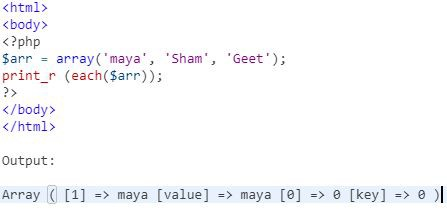 <html>
<body>
<?php
$arr = array('maya', 'Sham', 'Geet');
print_r (each($arr));
?>
</body>
</html>
Output:
Array ( [1] => maya [value] => maya [0] => 0 [key] => 0 )